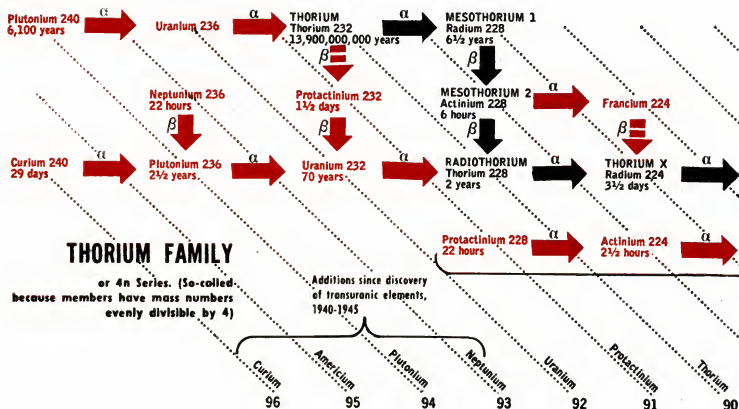 Plutonium 240
6,100 years
α
Uranium 236
α
THORIUM
Thorium 232
13,900,000,000 years
α
MESOTHORIUM 1
Radium 228
6½ years
β
β
Neptunium 236
22 hours
Protactinium 232
1½ days
MESOTHORIUM 2
Actinium 228
6 hours
α
Francium 224
β
β
β
β
Curium 240
29 days
α
Plutonium 236
2½ years
α
Uranium 232
70 years
α
RADIOTHORIUM
Thorium 228
2 years
α
THORIUM X
Radium 224
3½ days
α
Protactinium 228
22 hours
α
Actinium 224
2½ hours
α
THORIUM FAMILY
or 4n Series. (So-called
because members have mass numbers
evenly divisible by 4)
Additions since discovery
of transuranic elements,
1940-1945
Curium
96
Americium
95
Plutonium
94
Neptunium
93
Uranium
92
Protactinium
91
Thorium
90